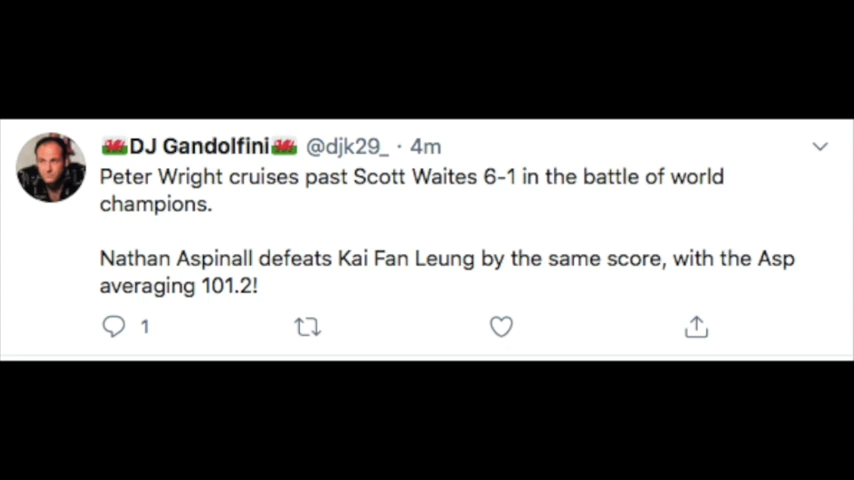 🏴󠁧󠁢󠁷󠁬󠁳󠁿DJ Gandolfini🏴󠁧󠁢󠁷󠁬󠁳󠁿 @djk29_ · 4m
Peter Wright cruises past Scott Waites 6-1 in the battle of world
champions.
Nathan Aspinall defeats Kai Fan Leung by the same score, with the Asp
averaging 101.2!
1